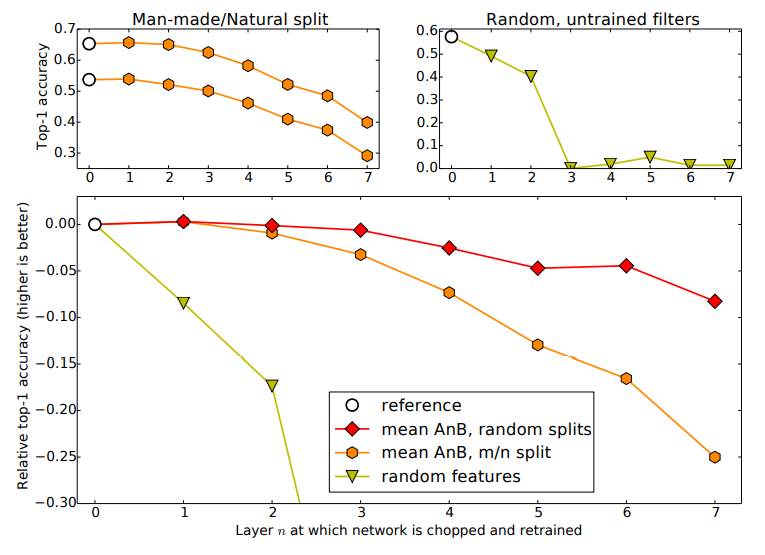 Man-made/Natural split
0.7
0.6
0.5
0.4
0.3
Top-1 accuracy
0 1 2 3 4 5 6 7
Random, untrained filters
0.6
0.5
0.4
0.3
0.2
0.1
0.0
0 1 2 3 4 5 6 7
Relative top-1 accuracy (higher is better)
0.00
−0.05
−0.10
−0.15
−0.20
−0.25
−0.30
reference
mean AnB, random splits
mean AnB, m/n split
random features
0 1 2 3 4 5 6 7
Layer n at which network is chopped and retrained